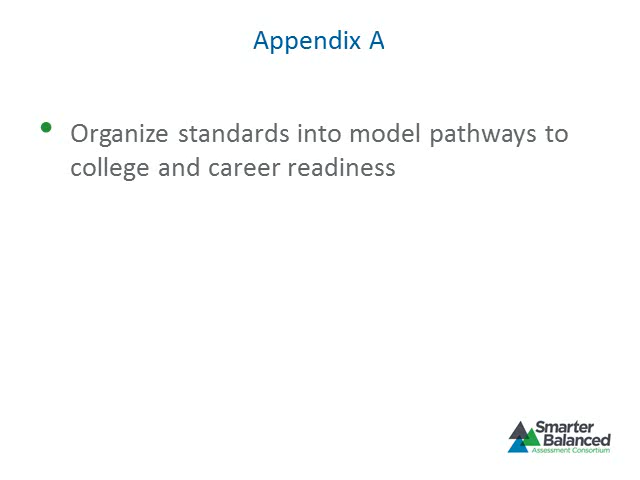 Appendix A
Organize standards into model pathways to
college and career readiness
Smarter
Balanced
Assessment Consortium